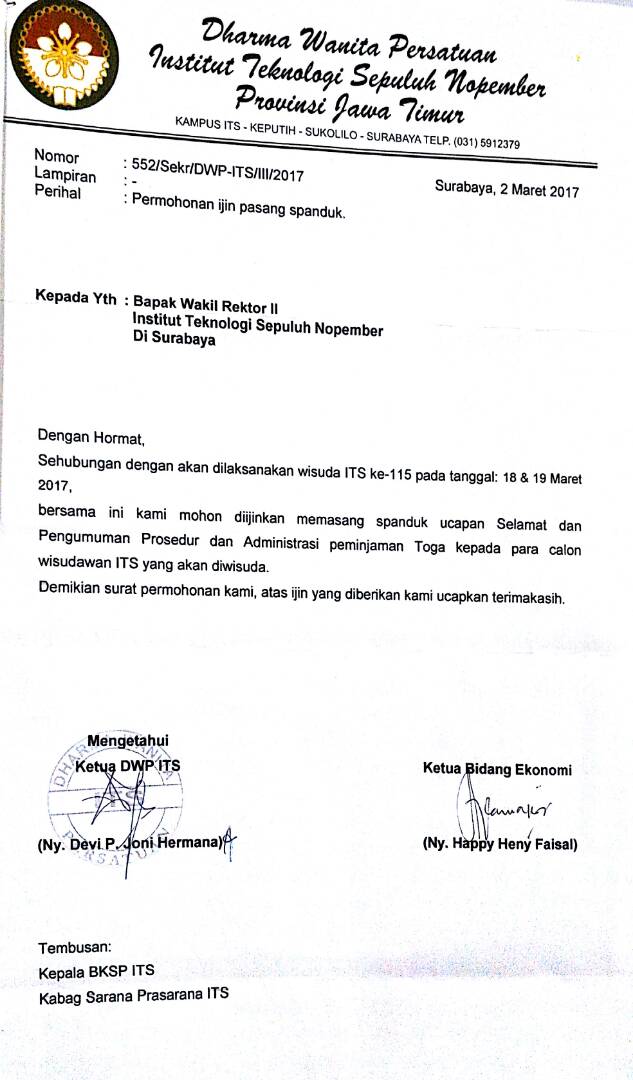 Dharma Wanita Persatuan
Institut Teknologi Sepuluh Nopember
Provinsi Jawa Timur
KAMPUS ITS - KEPUTIH - SUKOLILO - SURABAYA TELP. (031) 5912379
Nomor : 552/Sekr/DWP-ITS/III/2017
Surabaya, 2 Maret 2017
Lampiran : -
Perihal : Permohonan ijin pasang spanduk.
Kepada Yth : Bapak Wakil Rektor II
Institut Teknologi Sepuluh Nopember
Di Surabaya
Dengan Hormat,
Sehubungan dengan akan dilaksanakan wisuda ITS ke-115 pada tanggal: 18 & 19 Maret
2017,
bersama ini kami mohon diijinkan memasang spanduk ucapan Selamat dan
Pengumuman Prosedur dan Administrasi peminjaman Toga kepada para calon
wisudawan ITS yang akan diwisuda.
Demikian surat permohonan kami, atas ijin yang diberikan kami ucapkan terimakasih.
Mengetahui
Ketua DWP ITS
DHARMA WANITA
ITS
PERSATUAN
(Ny. Devi P. Joni Hermana)
Ketua Bidang Ekonomi
(Ny. Happy Heny Faisal)
Tembusan:
Kepala BKSP ITS
Kabag Sarana Prasarana ITS